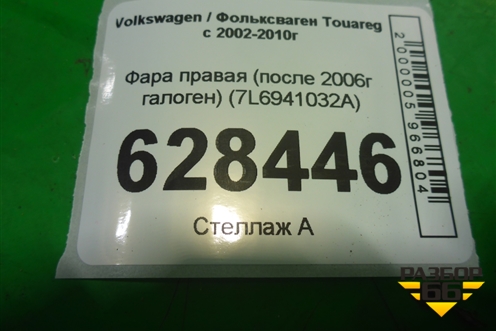 Volkswagen / Фольксваген Touareg
с 2002-2010г
Фара правая (после 2006г
галоген) (7L6941032A)
628446
Стеллаж А
2000005966804
РАЗБОР
66